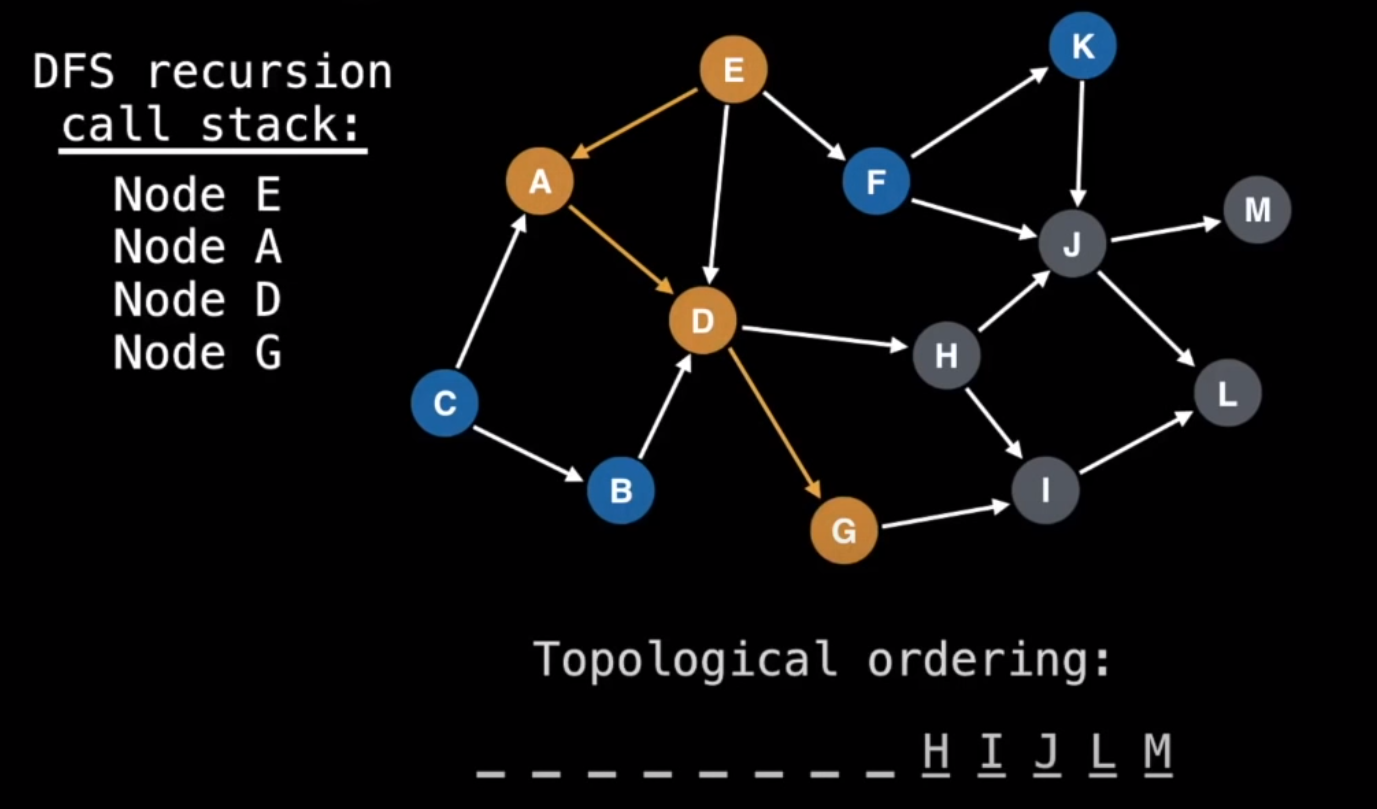 DFS recursion
call stack:
Node E
Node A
Node D
Node G
K
E
A
F
M
J
D
H
L
C
B
I
G
Topological ordering:
_ _ _ _ _ _ _ _ H I J L M